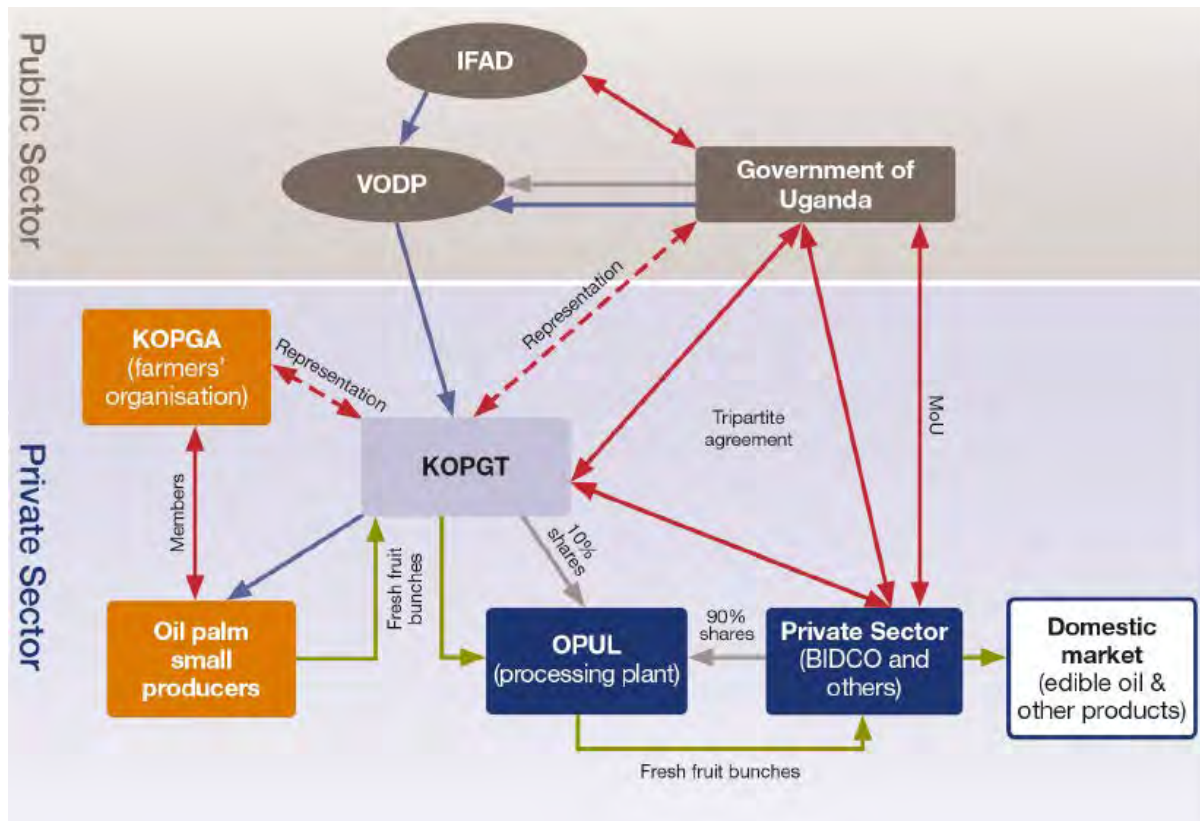 Public Sector
IFAD
VODP
Government of
Uganda
Representation
KOPGA
(farmers'
organisation)
Representation
Tripartite
agreement
MoU
KOPGT
Members
Fresh fruit
bunches
10%
shares
Private Sector
Oil palm
small
producers
OPUL
(processing plant)
90%
shares
Private Sector
(BIDCO and
others)
Domestic
market
(edible oil &
other products)
Fresh fruit bunches